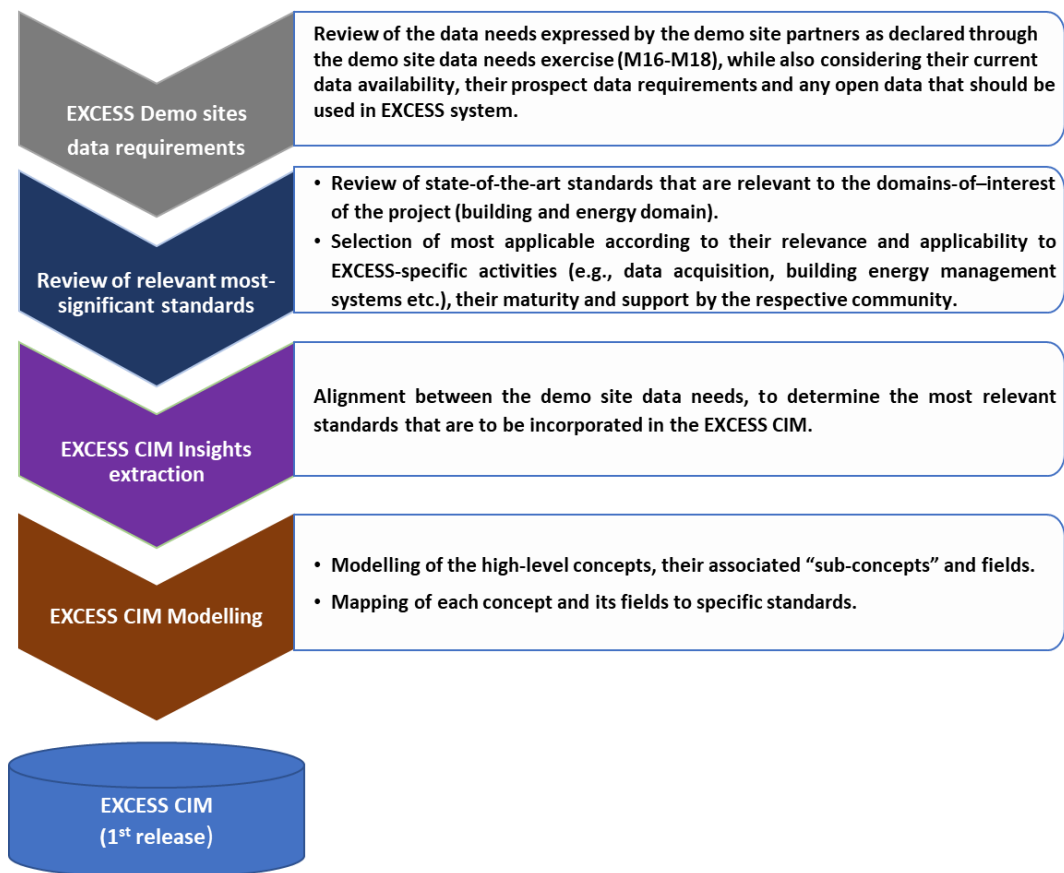 EXCESS Demo sites
data requirements
Review of the data needs expressed by the demo site partners as declared through
the demo site data needs exercise (M16-M18), while also considering their current
data availability, their prospect data requirements and any open data that should be
used in EXCESS system.
Review of relevant most-
significant standards
• Review of state-of-the-art standards that are relevant to the domains-of–interest
of the project (building and energy domain).
• Selection of most applicable according to their relevance and applicability to
EXCESS-specific activities (e.g., data acquisition, building energy management
systems etc.), their maturity and support by the respective community.
EXCESS CIM Insights
extraction
Alignment between the demo site data needs, to determine the most relevant
standards that are to be incorporated in the EXCESS CIM.
EXCESS CIM Modelling
• Modelling of the high-level concepts, their associated “sub-concepts” and fields.
• Mapping of each concept and its fields to specific standards.
EXCESS CIM
(1st release)